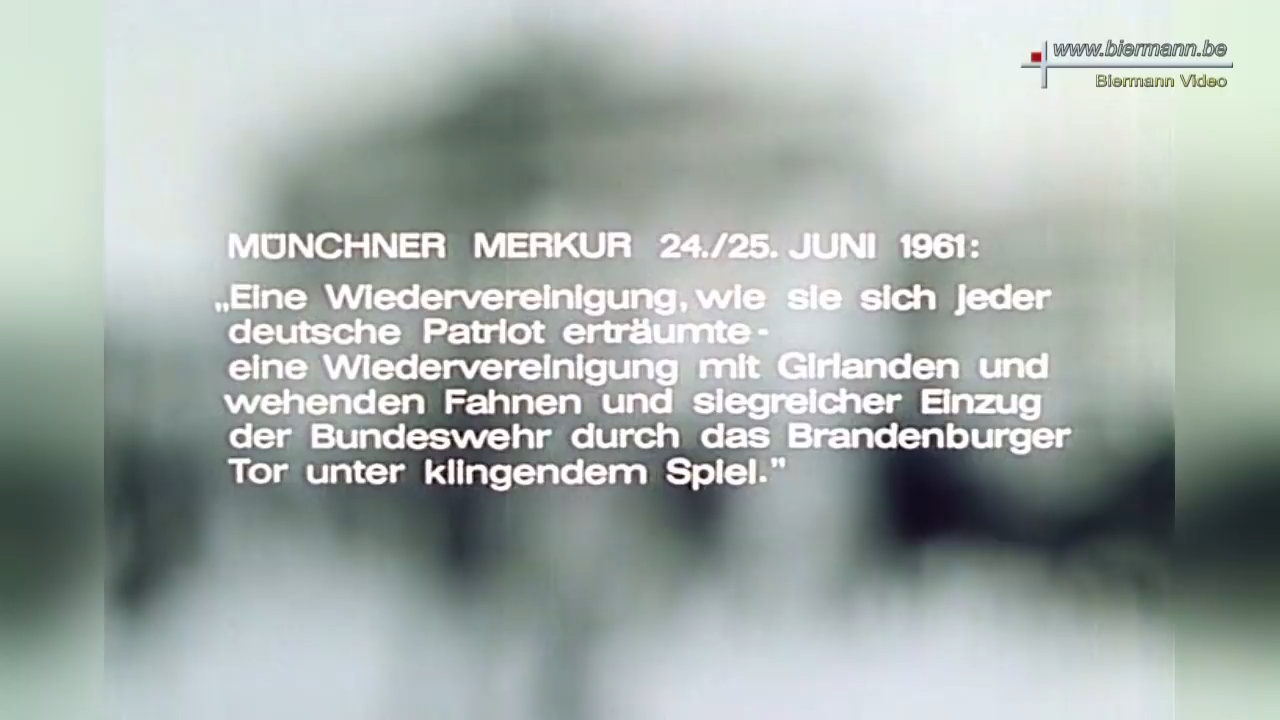 www.biermann.be
Biermann Video
MÜNCHNER MERKUR 24./25. JUNI 1961:
„Eine Wiedervereinigung, wie sie sich jeder
deutsche Patriot erträumte-
eine Wiedervereinigung mit Girlanden und
wehenden Fahnen und siegreicher Einzug
der Bundeswehr durch das Brandenburger
Tor unter klingendem Spiel."